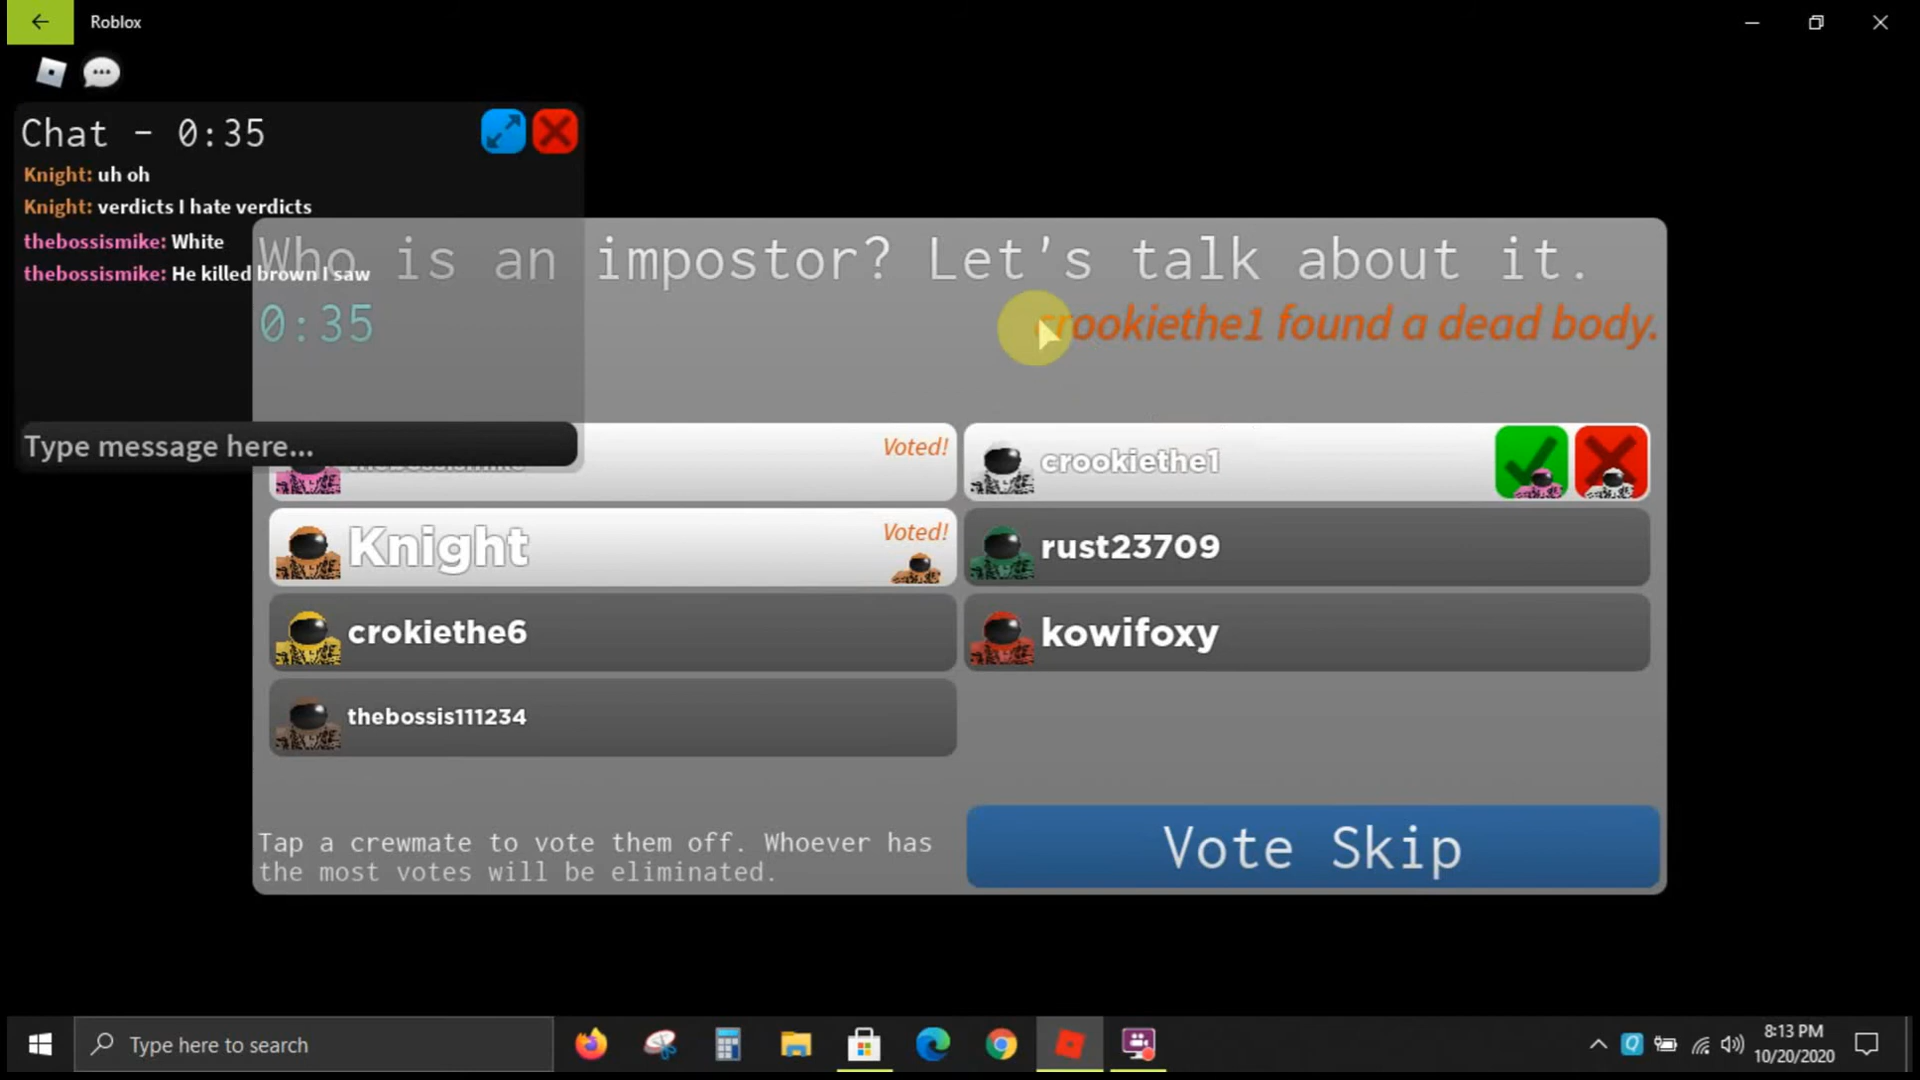 Roblox
Chat - 0:35
Knight: uh oh
Knight: verdicts I hate verdicts
thebossismike: White
thebossismike: He killed brown I saw
Type message here...
Who is an impostor? Let's talk about it.
0:35
crookiethe1 found a dead body.
thebossismike
Voted!
crookiethe1
Knight
Voted!
rust23709
crokiethe6
kowifoxy
thebossis111234
Tap a crewmate to vote them off. Whoever has
the most votes will be eliminated.
Vote Skip
Type here to search
8:13 PM
10/20/2020